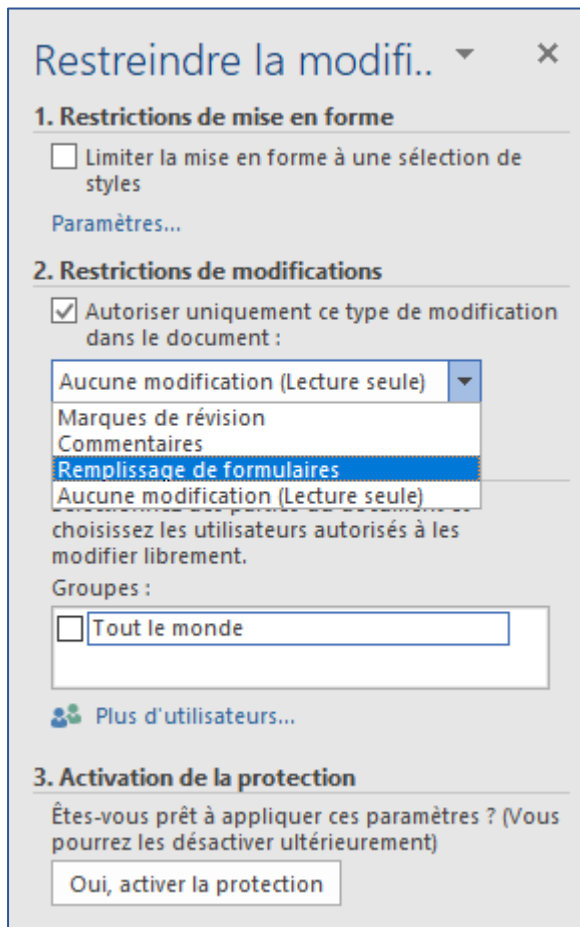 Restreindre la modifi..
1. Restrictions de mise en forme
Limiter la mise en forme à une sélection de
styles
Paramètres...
2. Restrictions de modifications
Autoriser uniquement ce type de modification
dans le document :
Aucune modification (Lecture seule)
Marques de révision
Commentaires
Remplissage de formulaires
Aucune modification (Lecture seule)
choisissez les utilisateurs autorisés à les
modifier librement.
Groupes :
Tout le monde
Plus d'utilisateurs...
3. Activation de la protection
Êtes-vous prêt à appliquer ces paramètres ? (Vous
pourrez les désactiver ultérieurement)
Oui, activer la protection